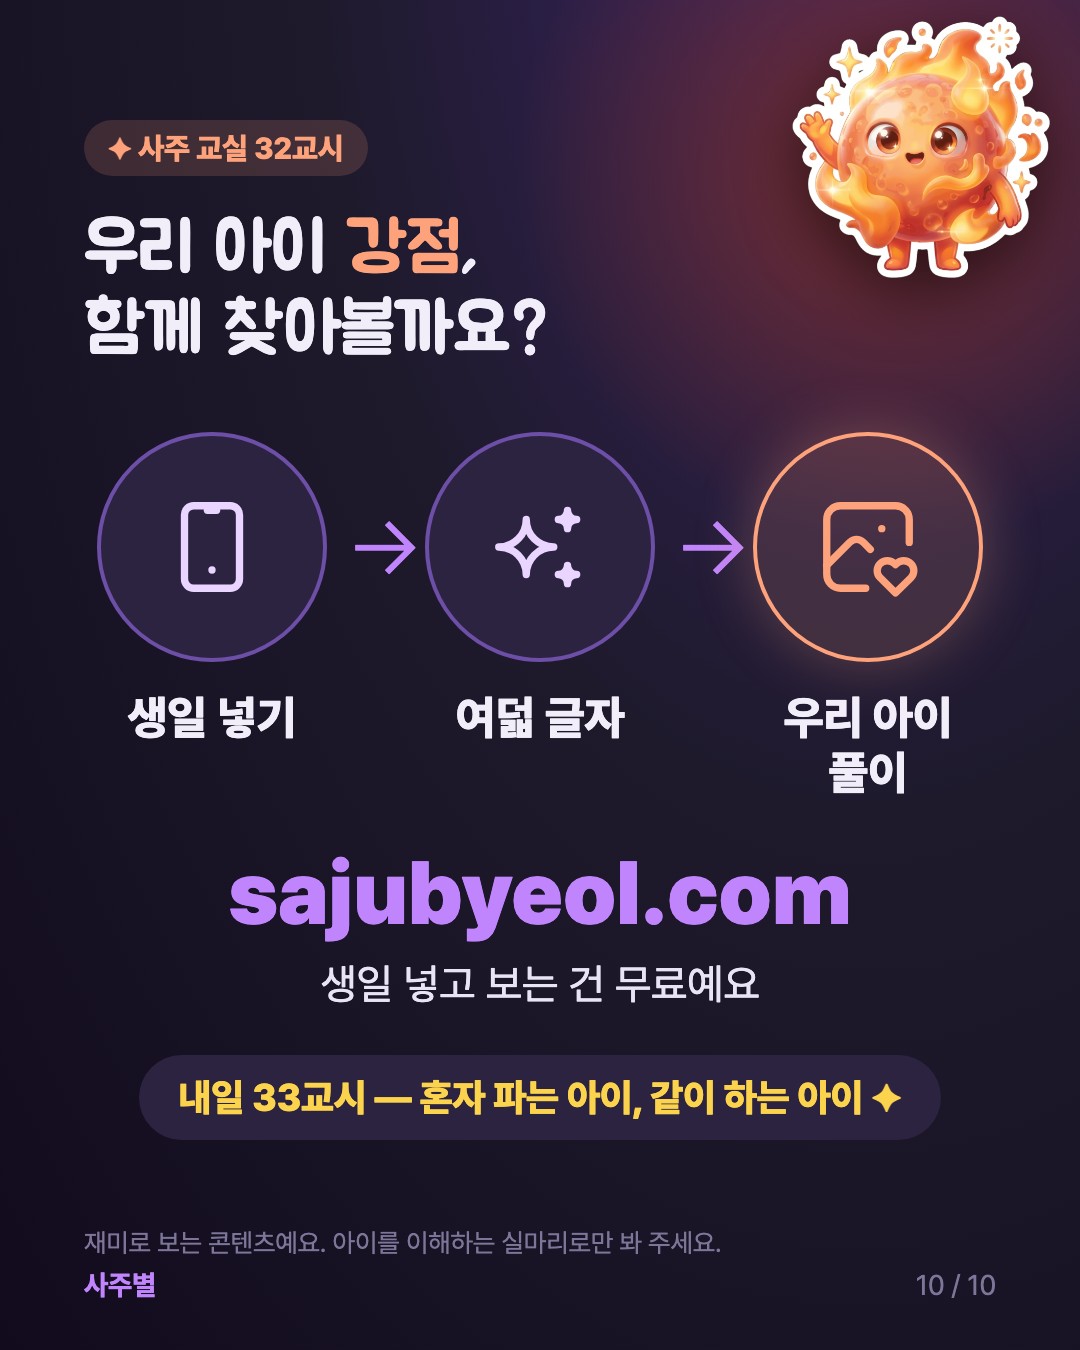 ✦ 사주 교실 32교시
우리 아이 강점,
함께 찾아볼까요?
생일 넣기
여덟 글자
우리 아이
풀이
sajubyeol.com
생일 넣고 보는 건 무료예요
내일 33교시 — 혼자 파는 아이, 같이 하는 아이 ✦
재미로 보는 콘텐츠예요. 아이를 이해하는 실마리로만 봐 주세요.
사주별
10 / 10